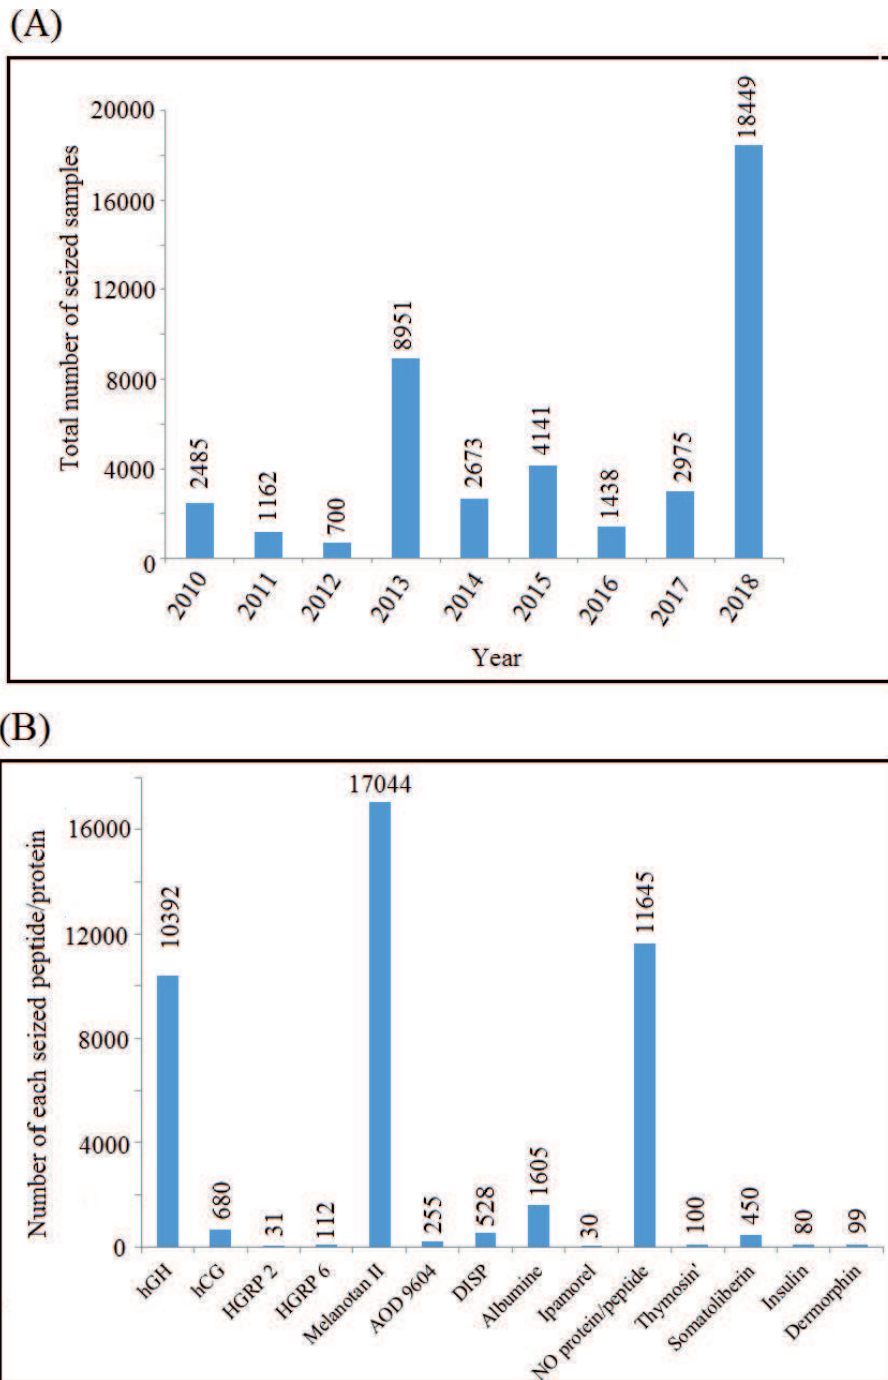 (A)
Total number of seized samples
20000
16000
12000
8000
4000
0
2485
1162
700
8951
2673
4141
1438
2975
18449
2010
2011
2012
2013
2014
2015
2016
2017
2018
Year
(B)
Number of each seized peptide/protein
16000
12000
8000
4000
0
10392
680
31
112
17044
255
528
1605
30
11645
100
450
80
99
hGH
hCG
HGRP 2
HGRP 6
Melanotan II
AOD 9604
DISP
Albumine
Ipamorel
NO protein/peptide
Thymosin'
Somatoliberin
Insulin
Dermorphin